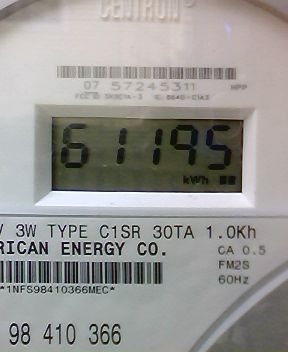 CENTRON®
07 57245311 HPP
61195
kWh
V 3W TYPE C1SR 30TA 1.0Kh
RICAN ENERGY CO. CA 0.5
FM2S
60Hz
*1NFS98410366MEC*
98 410 366